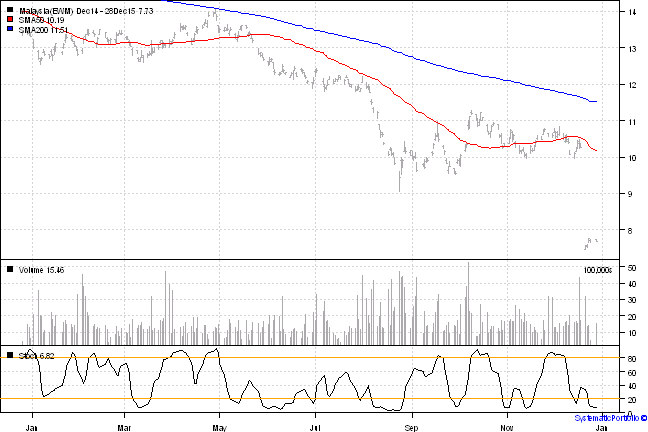 Malaysia(EWM) Dec14 - 28Dec15 7.73
SMA50 10.19
SMA200 11.51
14
13
12
11
10
9
8
Volume 15.46
100,000s
50
40
30
20
10
Stoch 6.82
80
60
40
20
0
Jan
Mar
May
Jul
Sep
Nov
Jan
SystematicPortfolio ©